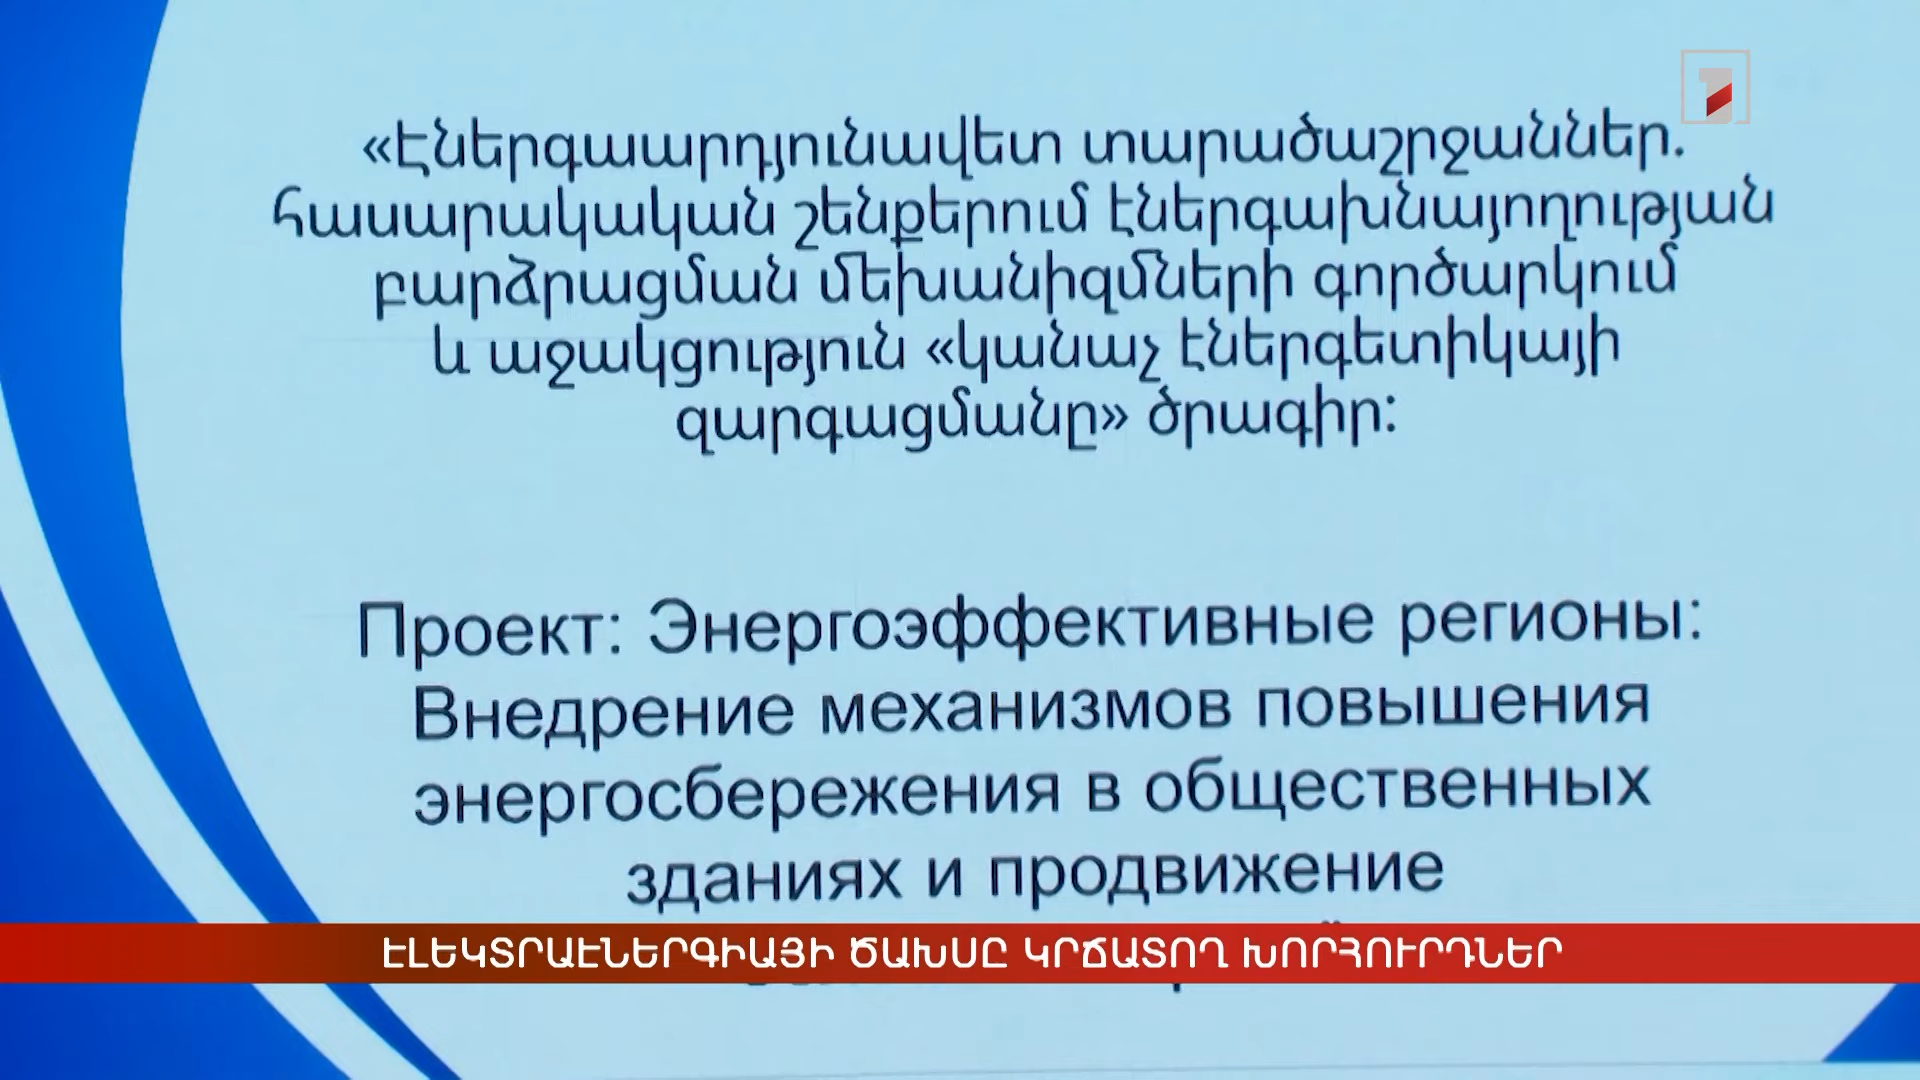 «Էներգաարդյունավետ տարածաշրջաններ.
հասարակական շենքերում էներգախնայողության
բարձրացման մեխանիզմների գործարկում
և աջակցություն «կանաչ էներգետիկայի
զարգացմանը» ծրագիր:
Проект: Энергоэффективные регионы:
Внедрение механизмов повышения
энергосбережения в общественных
зданиях и продвижение
ԷԼԵԿՏՐԱԷՆԵՐԳԻԱՅԻ ԾԱԽՍԸ ԿՐՃԱՏՈՂ ԽՈՐՀՈՒՐԴՆԵՐ